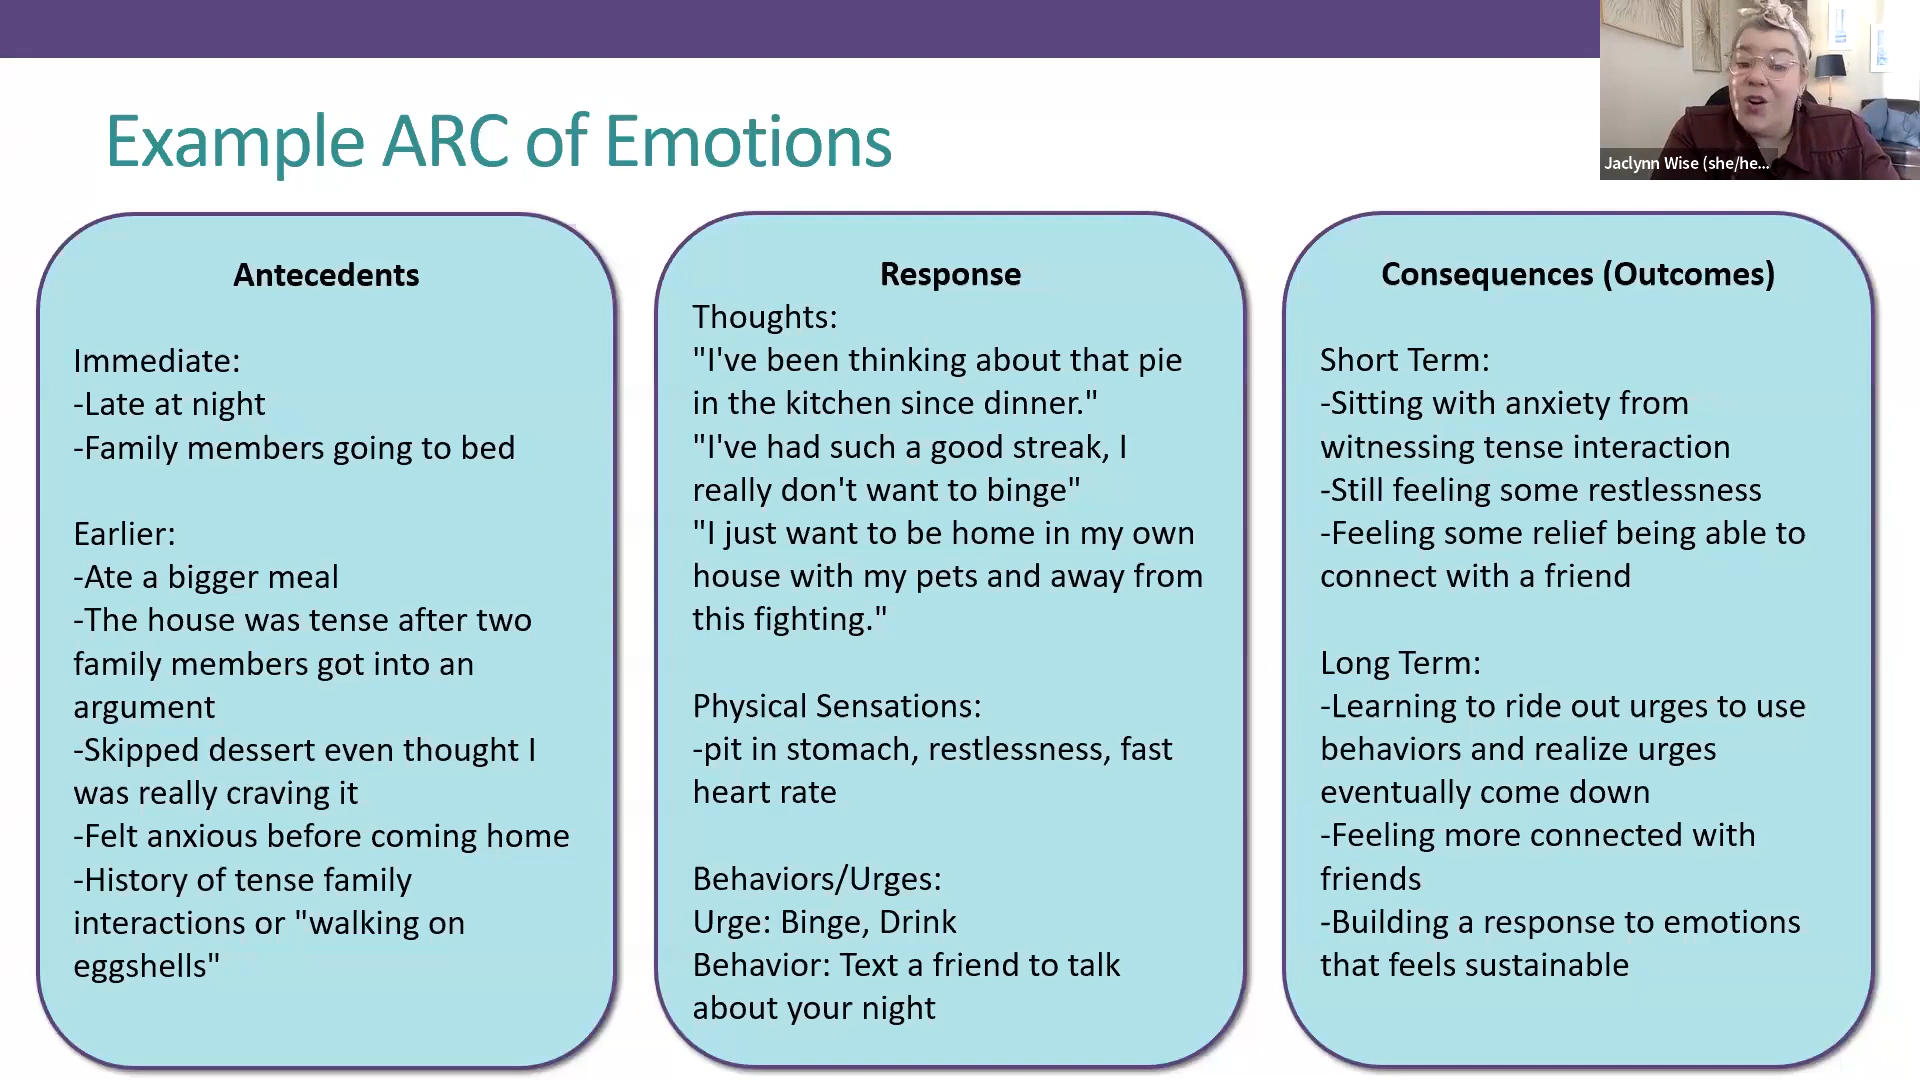 Jaclynn Wise (she/he...
Example ARC of Emotions
Antecedents
Immediate:
-Late at night
-Family members going to bed
Earlier:
-Ate a bigger meal
-The house was tense after two
family members got into an
argument
-Skipped dessert even thought I
was really craving it
-Felt anxious before coming home
-History of tense family
interactions or "walking on
eggshells"
Response
Thoughts:
"I've been thinking about that pie
in the kitchen since dinner."
"I've had such a good streak, I
really don't want to binge"
"I just want to be home in my own
house with my pets and away from
this fighting."
Physical Sensations:
-pit in stomach, restlessness, fast
heart rate
Behaviors/Urges:
Urge: Binge, Drink
Behavior: Text a friend to talk
about your night
Consequences (Outcomes)
Short Term:
-Sitting with anxiety from
witnessing tense interaction
-Still feeling some restlessness
-Feeling some relief being able to
connect with a friend
Long Term:
-Learning to ride out urges to use
behaviors and realize urges
eventually come down
-Feeling more connected with
friends
-Building a response to emotions
that feels sustainable